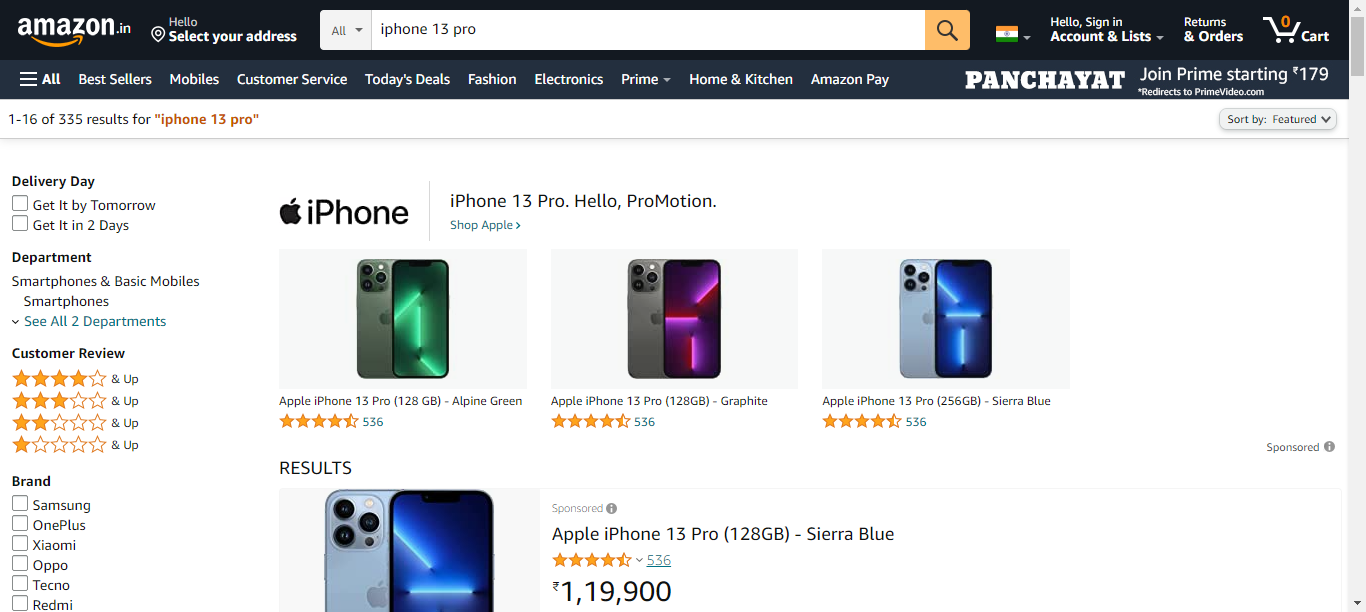 amazon.in
Hello
Select your address
All
iphone 13 pro
Hello, Sign in
Account & Lists
Returns
& Orders
0
Cart
All
Best Sellers
Mobiles
Customer Service
Today's Deals
Fashion
Electronics
Prime
Home & Kitchen
Amazon Pay
PANCHAYAT
Join Prime starting ₹179
*Redirects to PrimeVideo.com
1-16 of 335 results for "iphone 13 pro"
Sort by: Featured
Delivery Day
Get It by Tomorrow
Get It in 2 Days
Department
Smartphones & Basic Mobiles
Smartphones
See All 2 Departments
Customer Review
& Up
& Up
& Up
& Up
Brand
Samsung
OnePlus
Xiaomi
Oppo
Tecno
Redmi
iPhone
iPhone 13 Pro. Hello, ProMotion.
Shop Apple ›
Apple iPhone 13 Pro (128 GB) - Alpine Green
536
Apple iPhone 13 Pro (128GB) - Graphite
536
Apple iPhone 13 Pro (256GB) - Sierra Blue
536
Sponsored
RESULTS
Sponsored
Apple iPhone 13 Pro (128GB) - Sierra Blue
536
₹1,19,900